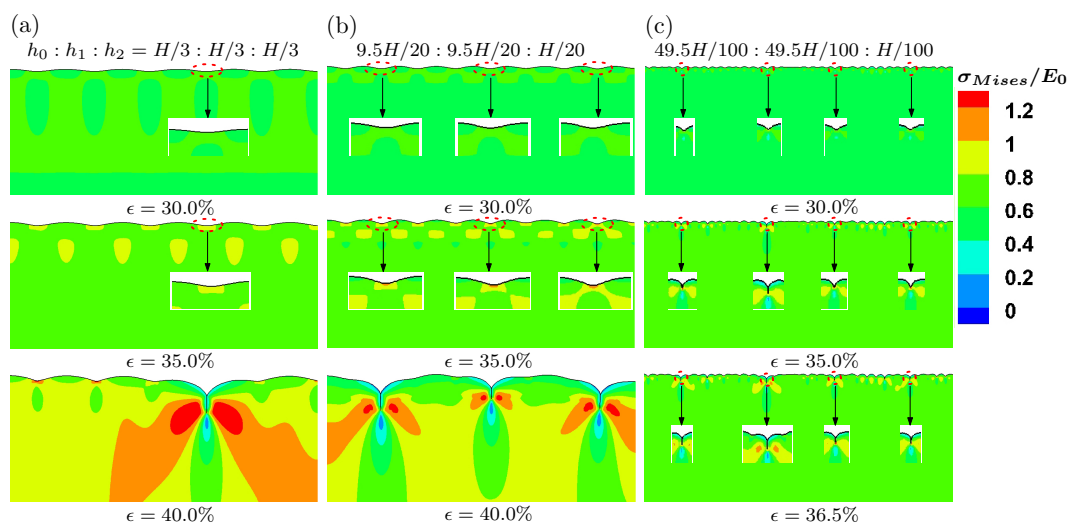 (a) (b) (c)
h₀ : h₁ : h₂ = H/3 : H/3 : H/3 9.5H/20 : 9.5H/20 : H/20 49.5H/100 : 49.5H/100 : H/100
σ_Mises/E₀
1.2
1
0.8
0.6
0.4
0.2
0
ϵ = 30.0% ϵ = 30.0% ϵ = 30.0%
ϵ = 35.0% ϵ = 35.0% ϵ = 35.0%
ϵ = 40.0% ϵ = 40.0% ϵ = 36.5%